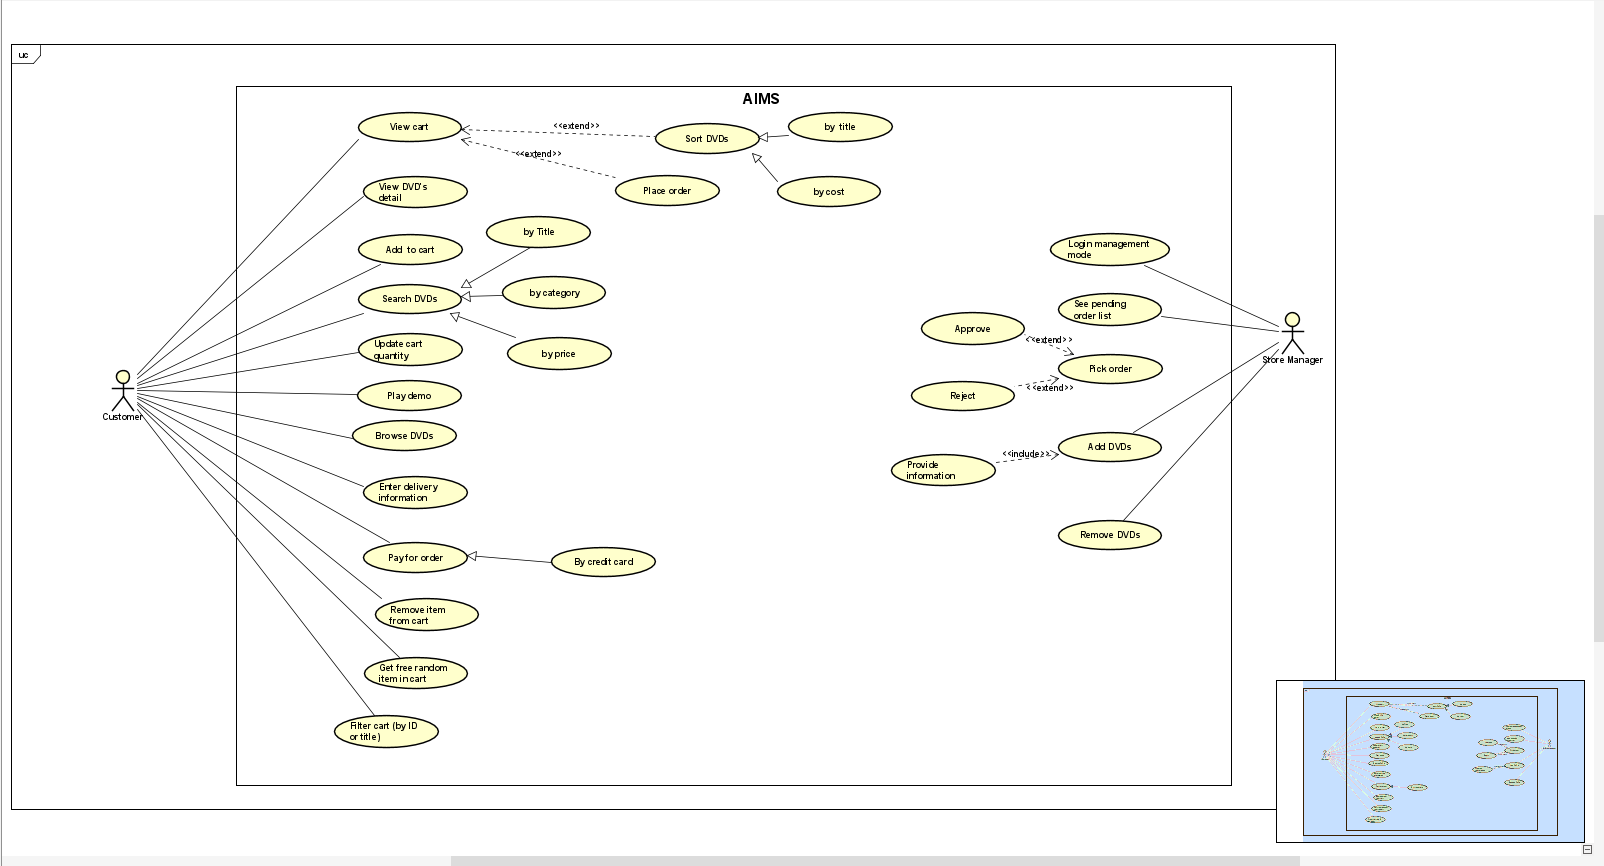 uc
AIMS
View cart
<<extend>>
Sort DVDs
by title
<<extend>>
Place order
by cost
View DVD's
detail
by Title
Add to cart
Search DVDs
by category
Update cart
quantity
by price
Play demo
Customer
Browse DVDs
Enter delivery
information
Pay for order
By credit card
Remove item
from cart
Get free random
item in cart
Filter cart (by ID
or title)
Login management
mode
See pending
order list
Approve
<<extend>>
Store Manager
Pick order
Reject
<<extend>>
Add DVDs
<<include>>
Provide
information
Remove DVDs